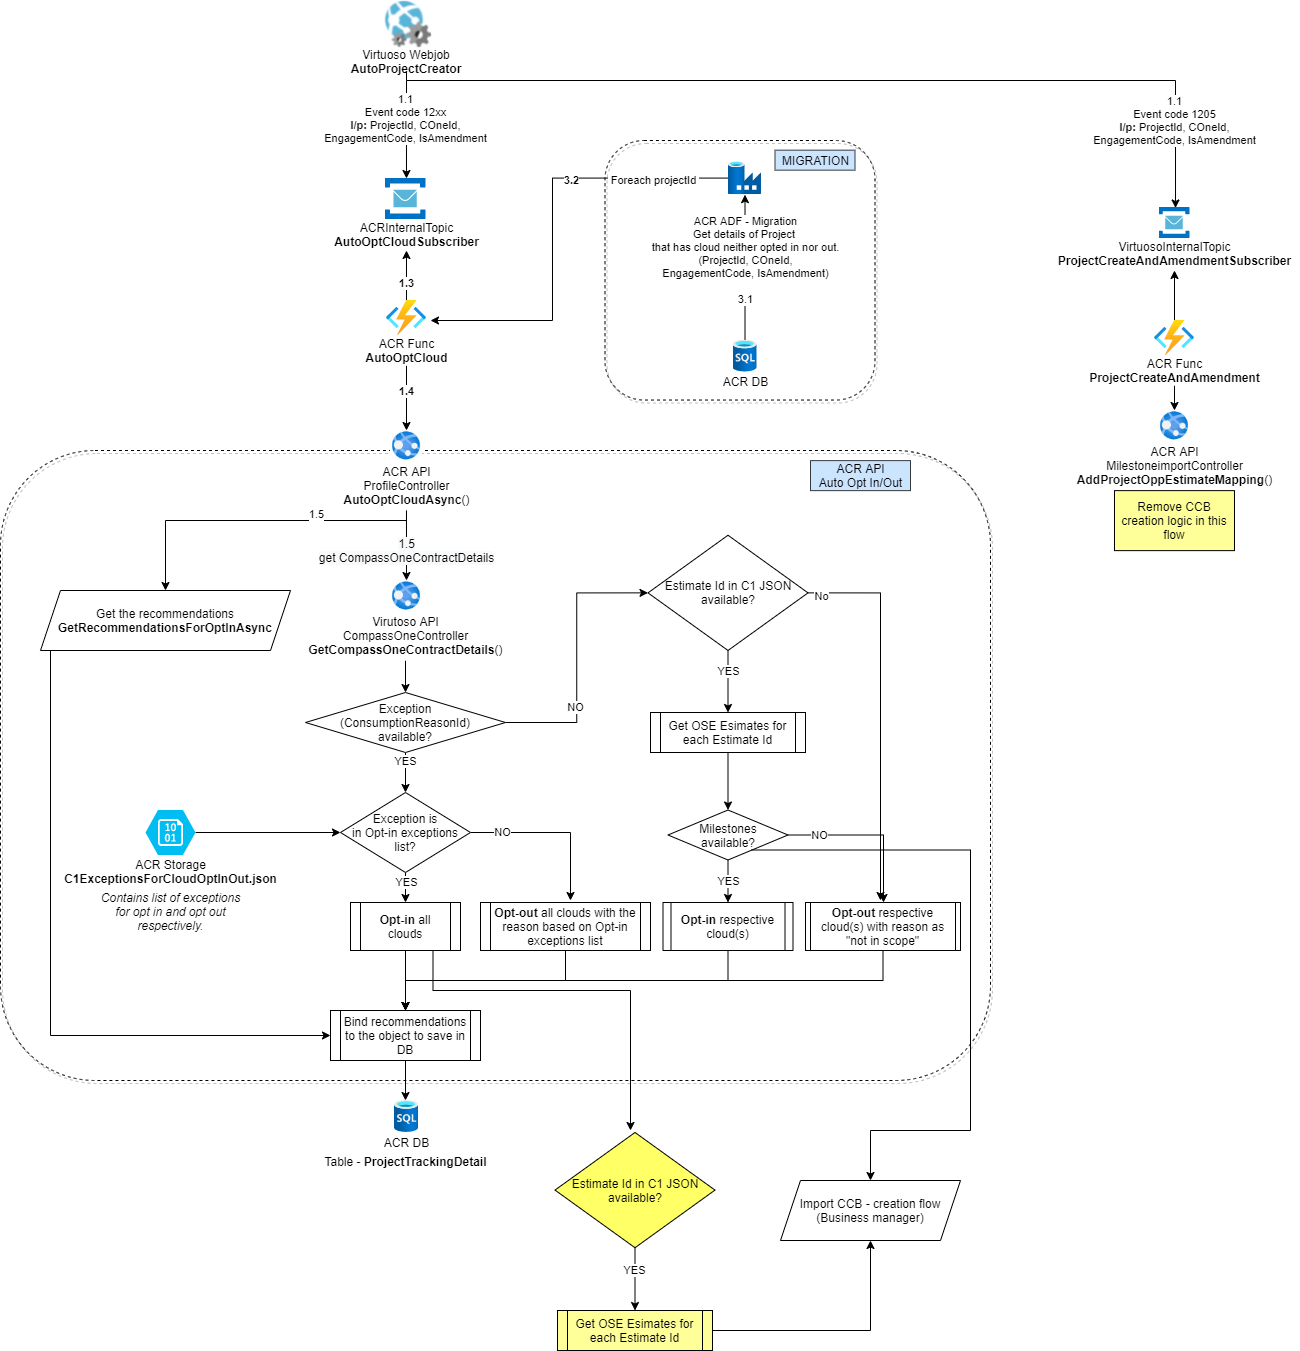 Virtuoso Webjob
AutoProjectCreator
1.1
Event code 12xx
I/p: ProjectId, COneId,
EngagementCode, IsAmendment
1.1
Event code 1205
I/p: ProjectId, COneId,
EngagementCode, IsAmendment
ACRInternalTopic
AutoOptCloudSubscriber
1.3
ACR Func
AutoOptCloud
1.4
MIGRATION
3.2
Foreach projectId
ACR ADF - Migration
Get details of Project
that has cloud neither opted in nor out.
(ProjectId, COneId,
EngagementCode, IsAmendment)
3.1
SQL
ACR DB
VirtuosoInternalTopic
ProjectCreateAndAmendmentSubscriber
ACR Func
ProjectCreateAndAmendment
ACR API
MilestoneimportController
AddProjectOppEstimateMapping()
Remove CCB
creation logic in this
flow
ACR API
Auto Opt In/Out
ACR API
ProfileController
AutoOptCloudAsync()
1.5
1.5
get CompassOneContractDetails
Get the recommendations
GetRecommendationsForOptInAsync
Virutoso API
CompassOneController
GetCompassOneContractDetails()
Exception
(ConsumptionReasonId)
available?
NO
YES
Estimate Id in C1 JSON
available?
No
YES
Get OSE Esimates for
each Estimate Id
10
01
ACR Storage
C1ExceptionsForCloudOptInOut.json
Contains list of exceptions
for opt in and opt out
respectively.
Exception is
in Opt-in exceptions
list?
NO
YES
Milestones
available?
NO
YES
Opt-in all
clouds
Opt-out all clouds with the
reason based on Opt-in
exceptions list
Opt-in respective
cloud(s)
Opt-out respective
cloud(s) with reason as
"not in scope"
Bind recommendations
to the object to save in
DB
SQL
ACR DB
Table - ProjectTrackingDetail
Estimate Id in C1 JSON
available?
YES
Get OSE Esimates for
each Estimate Id
Import CCB - creation flow
(Business manager)